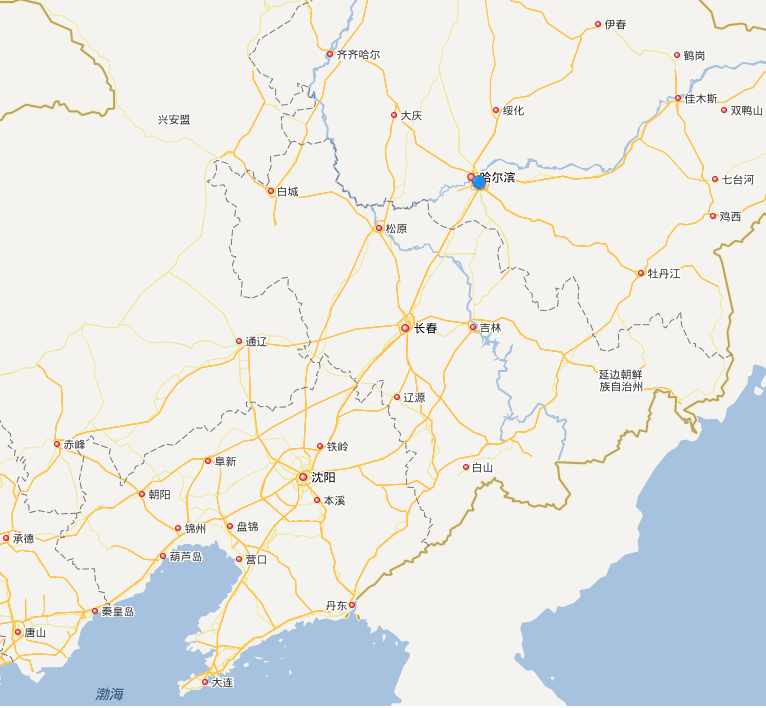 伊春
齐齐哈尔
鹤岗
佳木斯
大庆
绥化
双鸭山
兴安盟
哈尔滨
七台河
白城
鸡西
松原
牡丹江
长春
吉林
通辽
延边朝鲜
族自治州
辽源
赤峰
铁岭
阜新
白山
沈阳
朝阳
本溪
锦州
盘锦
承德
葫芦岛
营口
丹东
秦皇岛
唐山
大连
渤海